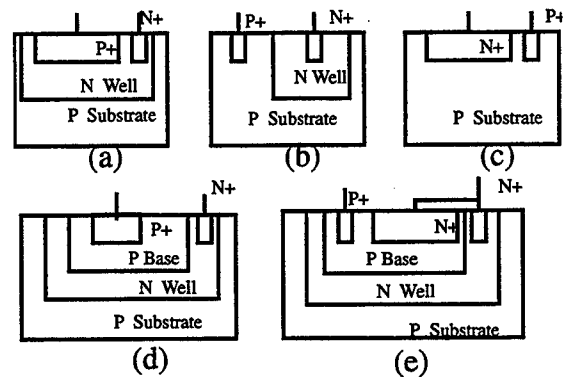 N+
P+
N Well
P Substrate
(a)
P+
N+
N Well
P Substrate
(b)
P+
N+
P Substrate
(c)
N+
P+
P Base
N Well
P Substrate
(d)
N+
P+
N+
P Base
N Well
P Substrate
(e)